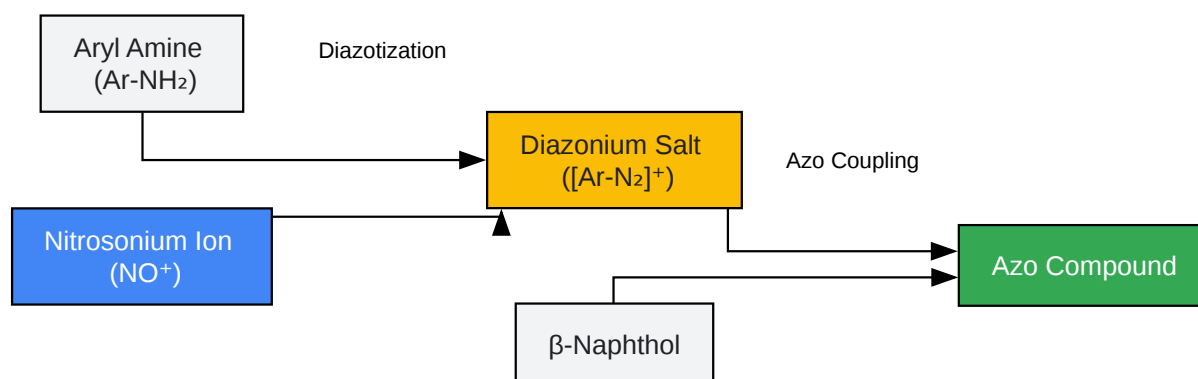 Aryl Amine
(Ar-NH₂)
Diazotization
Diazonium Salt
([Ar-N₂]⁺)
Azo Coupling
Nitrosonium Ion
(NO⁺)
Azo Compound
β-Naphthol